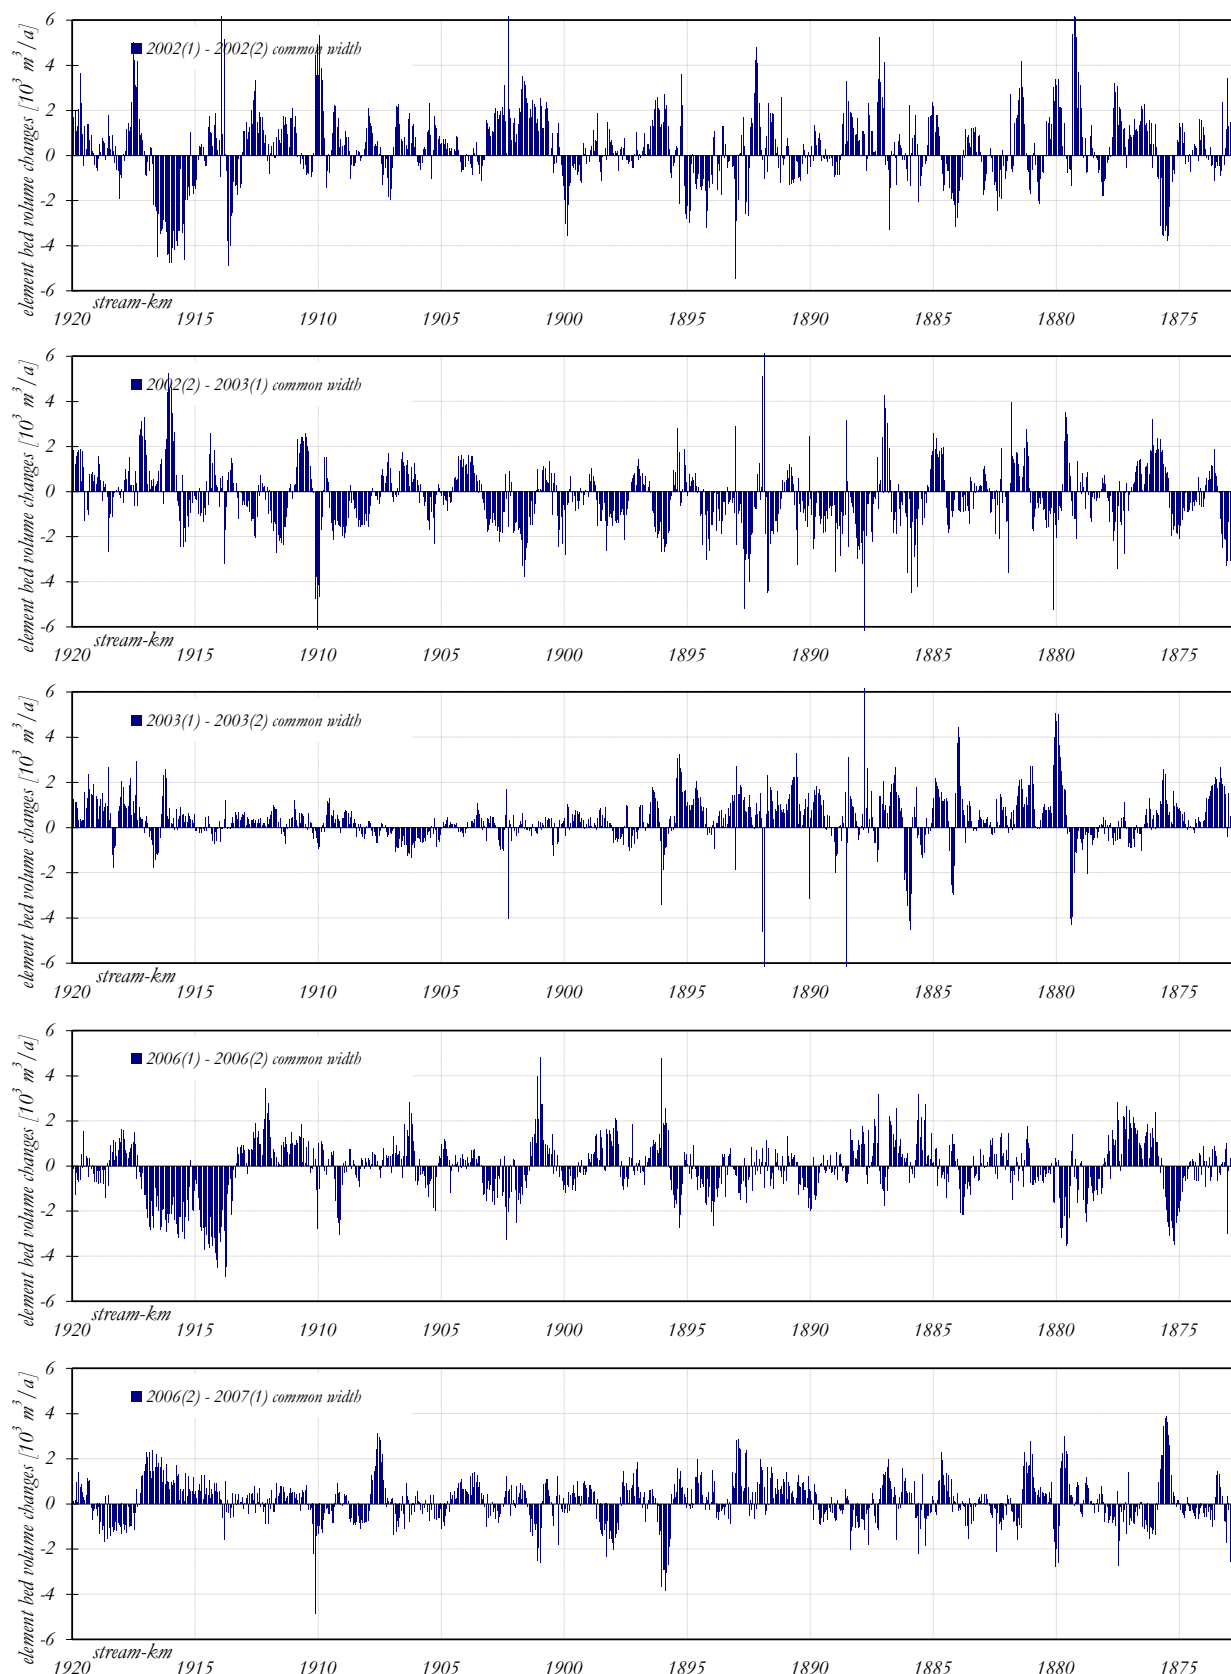 element bed volume changes [10³ m³/a]
6
4
2
0
-2
-4
-6
2002(1) - 2002(2) common width
stream-km
1920 1915 1910 1905 1900 1895 1890 1885 1880 1875
element bed volume changes [10³ m³/a]
6
4
2
0
-2
-4
-6
2002(2) - 2003(1) common width
stream-km
1920 1915 1910 1905 1900 1895 1890 1885 1880 1875
element bed volume changes [10³ m³/a]
6
4
2
0
-2
-4
-6
2003(1) - 2003(2) common width
stream-km
1920 1915 1910 1905 1900 1895 1890 1885 1880 1875
element bed volume changes [10³ m³/a]
6
4
2
0
-2
-4
-6
2006(1) - 2006(2) common width
stream-km
1920 1915 1910 1905 1900 1895 1890 1885 1880 1875
element bed volume changes [10³ m³/a]
6
4
2
0
-2
-4
-6
2006(2) - 2007(1) common width
stream-km
1920 1915 1910 1905 1900 1895 1890 1885 1880 1875